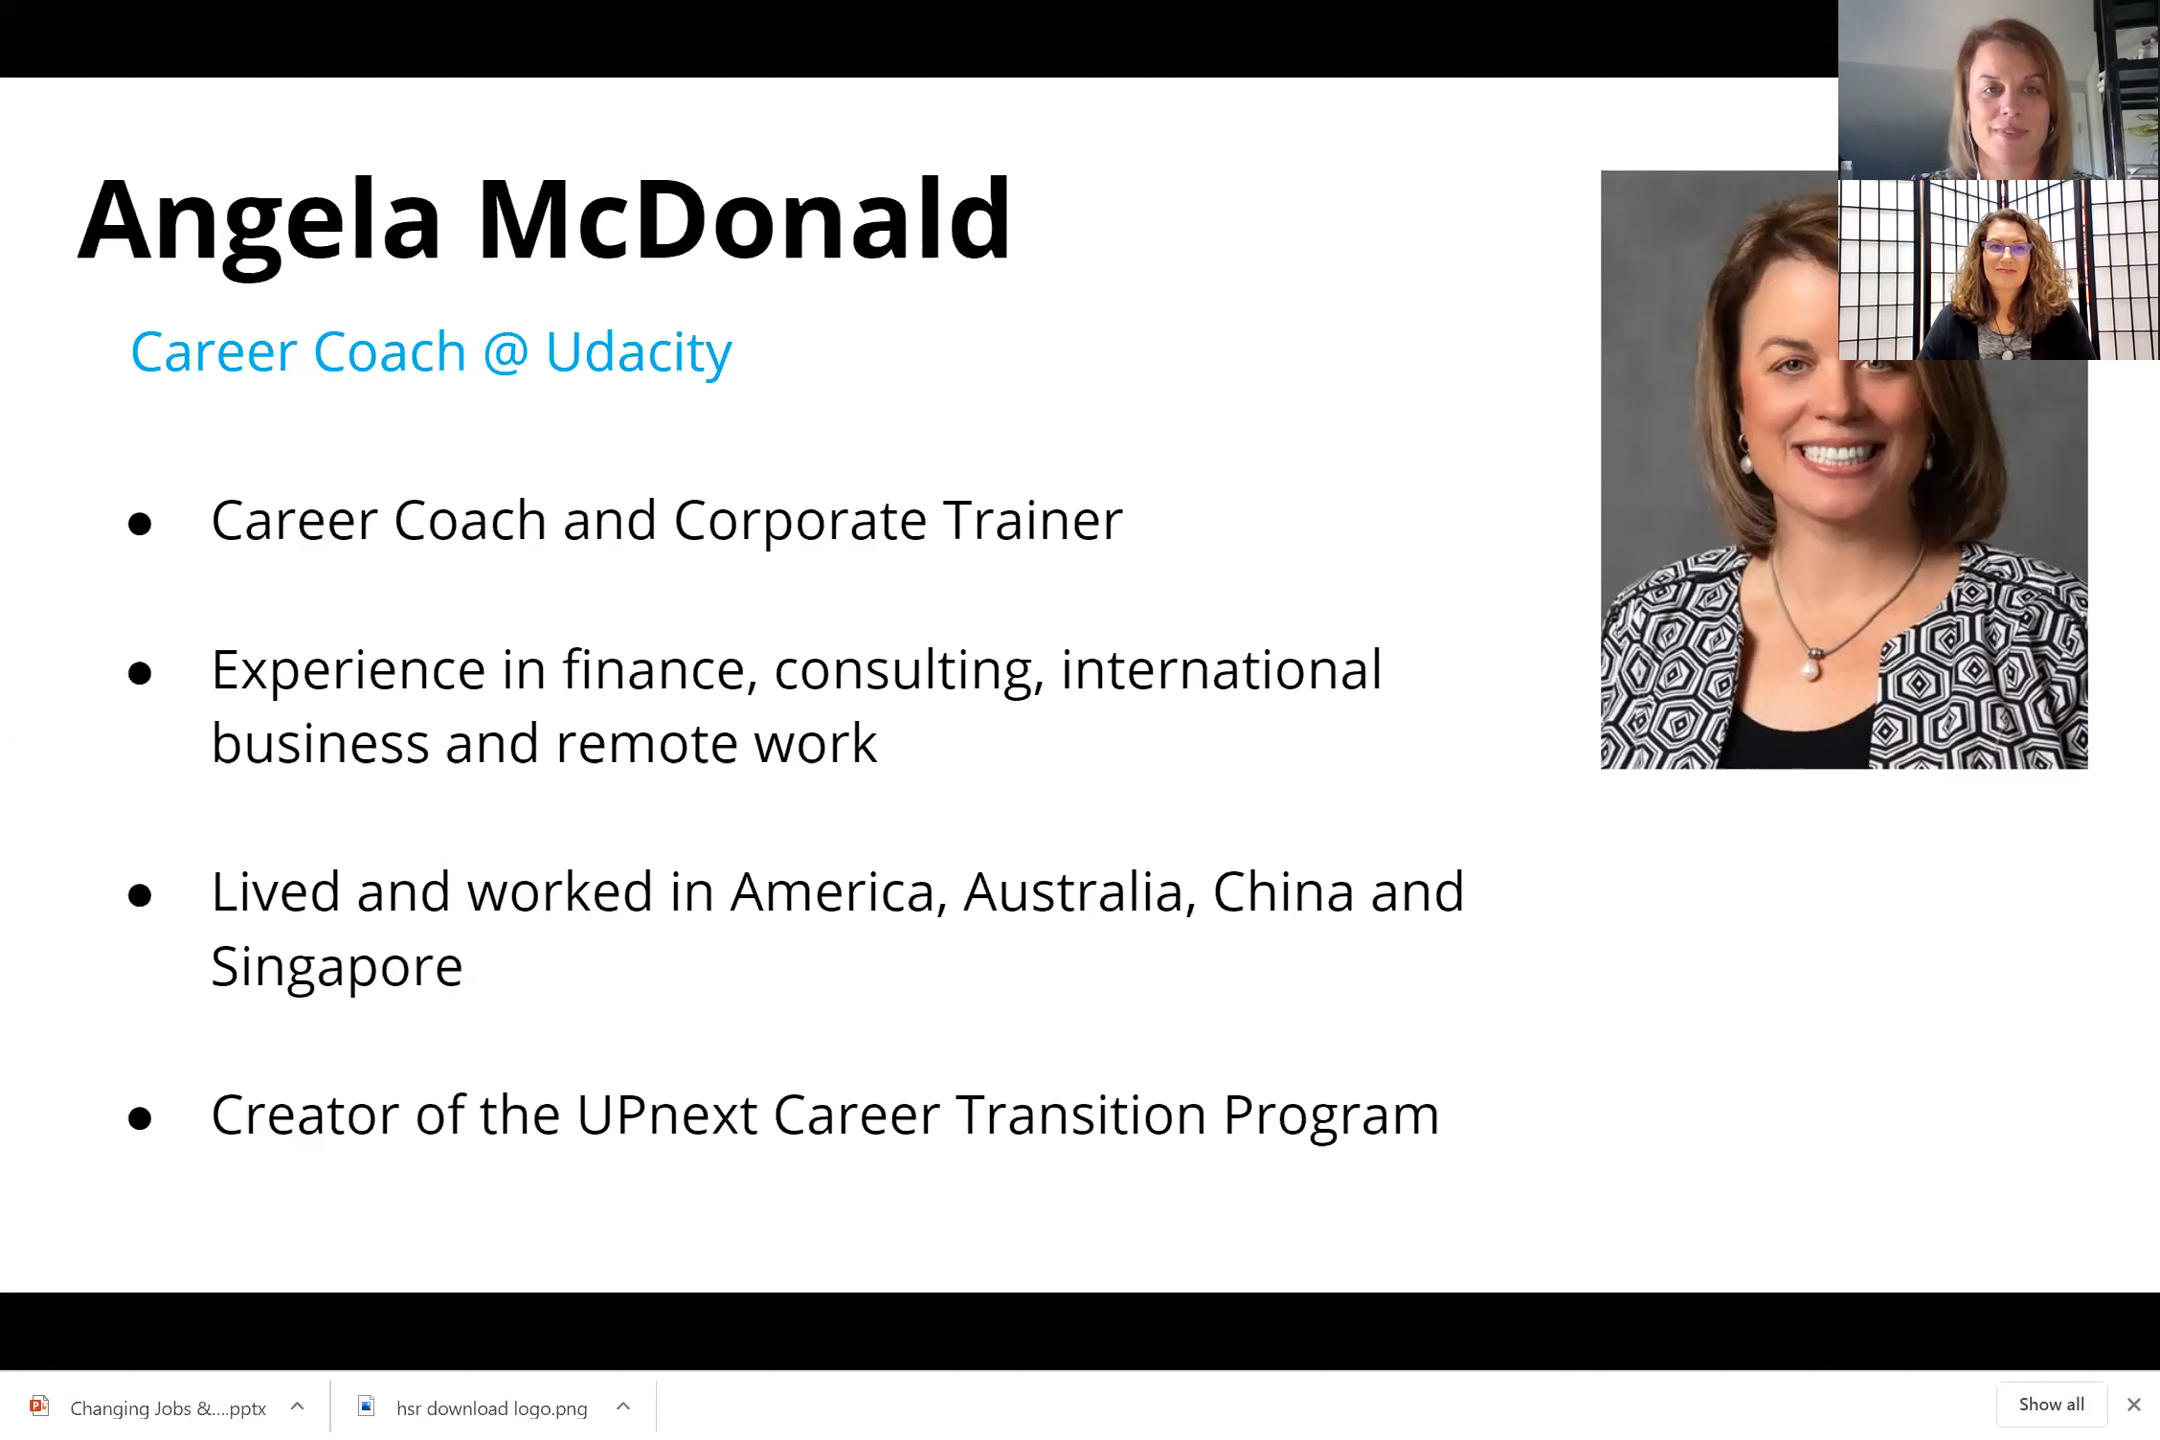 Angela McDonald
Career Coach @ Udacity
● Career Coach and Corporate Trainer
● Experience in finance, consulting, international
business and remote work
● Lived and worked in America, Australia, China and
Singapore
● Creator of the UPnext Career Transition Program
Changing Jobs &....pptx
hsr download logo.png
Show all